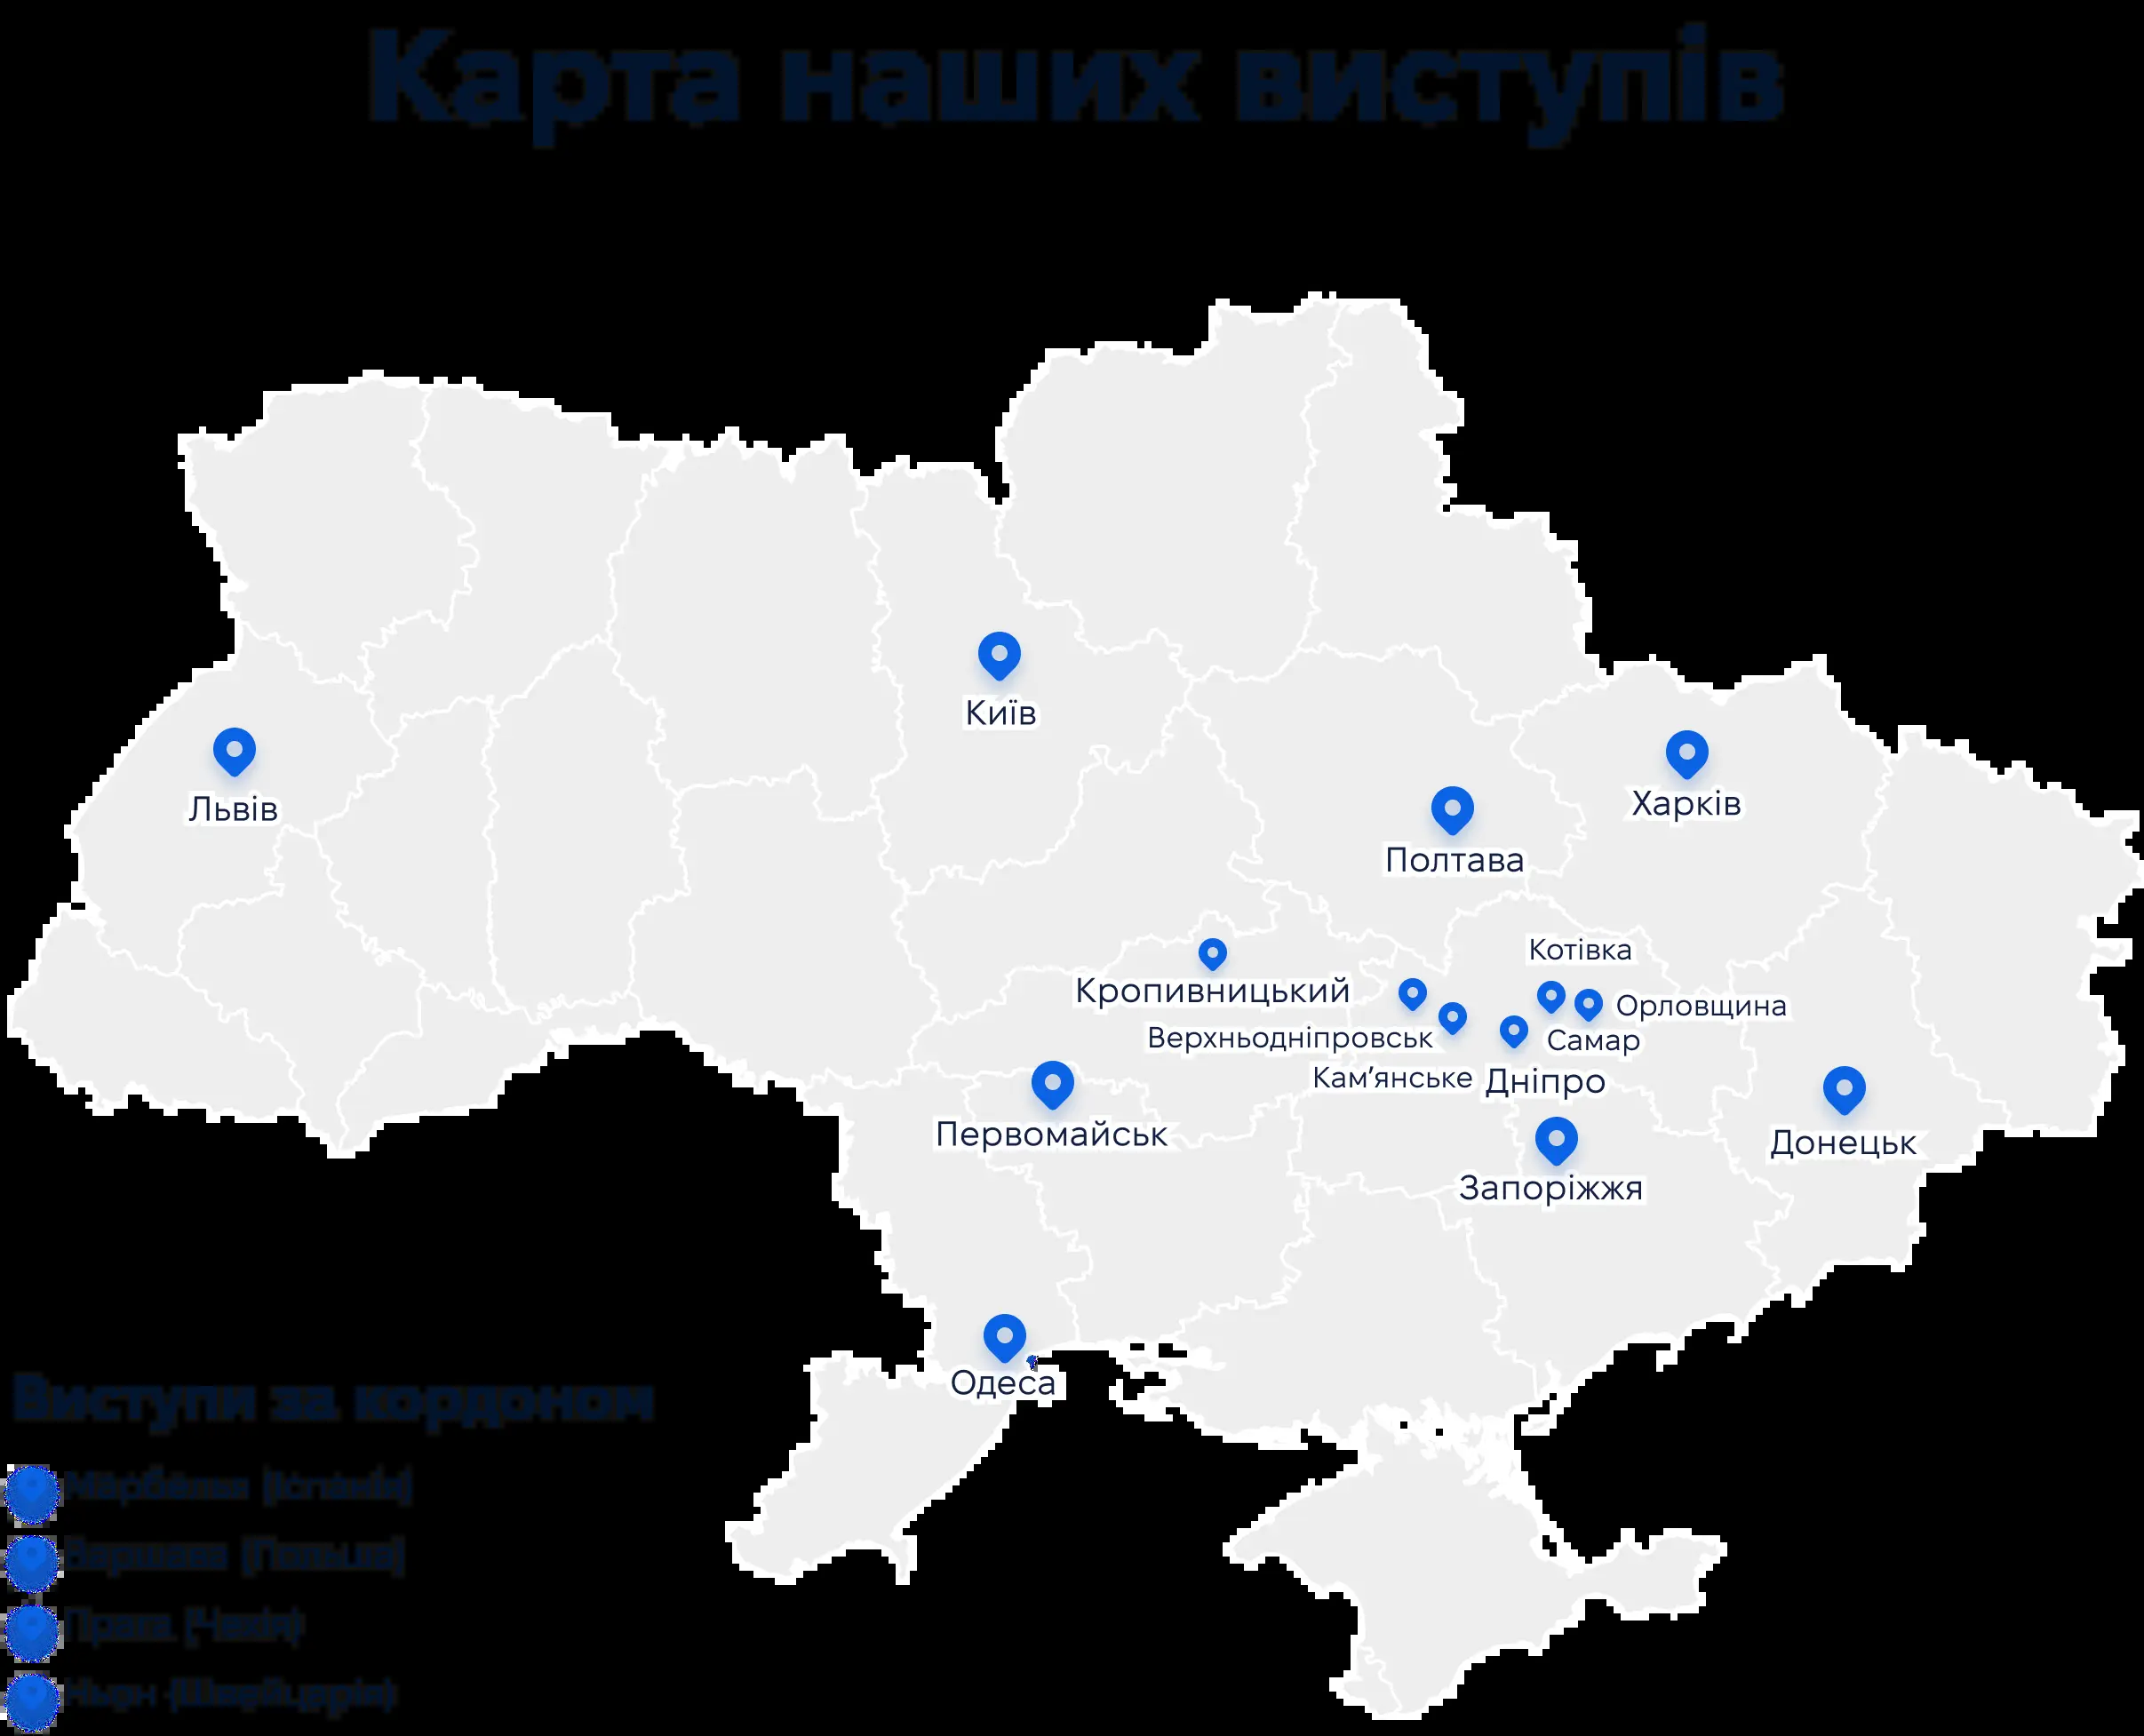 Карта наших виступів
Київ
Львів
Харків
Полтава
Котівка
Кропивницький
Орловщина
Верхньодніпровськ
Самар
Кам’янське
Дніпро
Первомайськ
Донецьк
Запоріжжя
Одеса
Виступи за кордоном
Марбелья (Іспанія)
Варшава (Польща)
Прага (Чехія)
Ньон (Швейцарія)